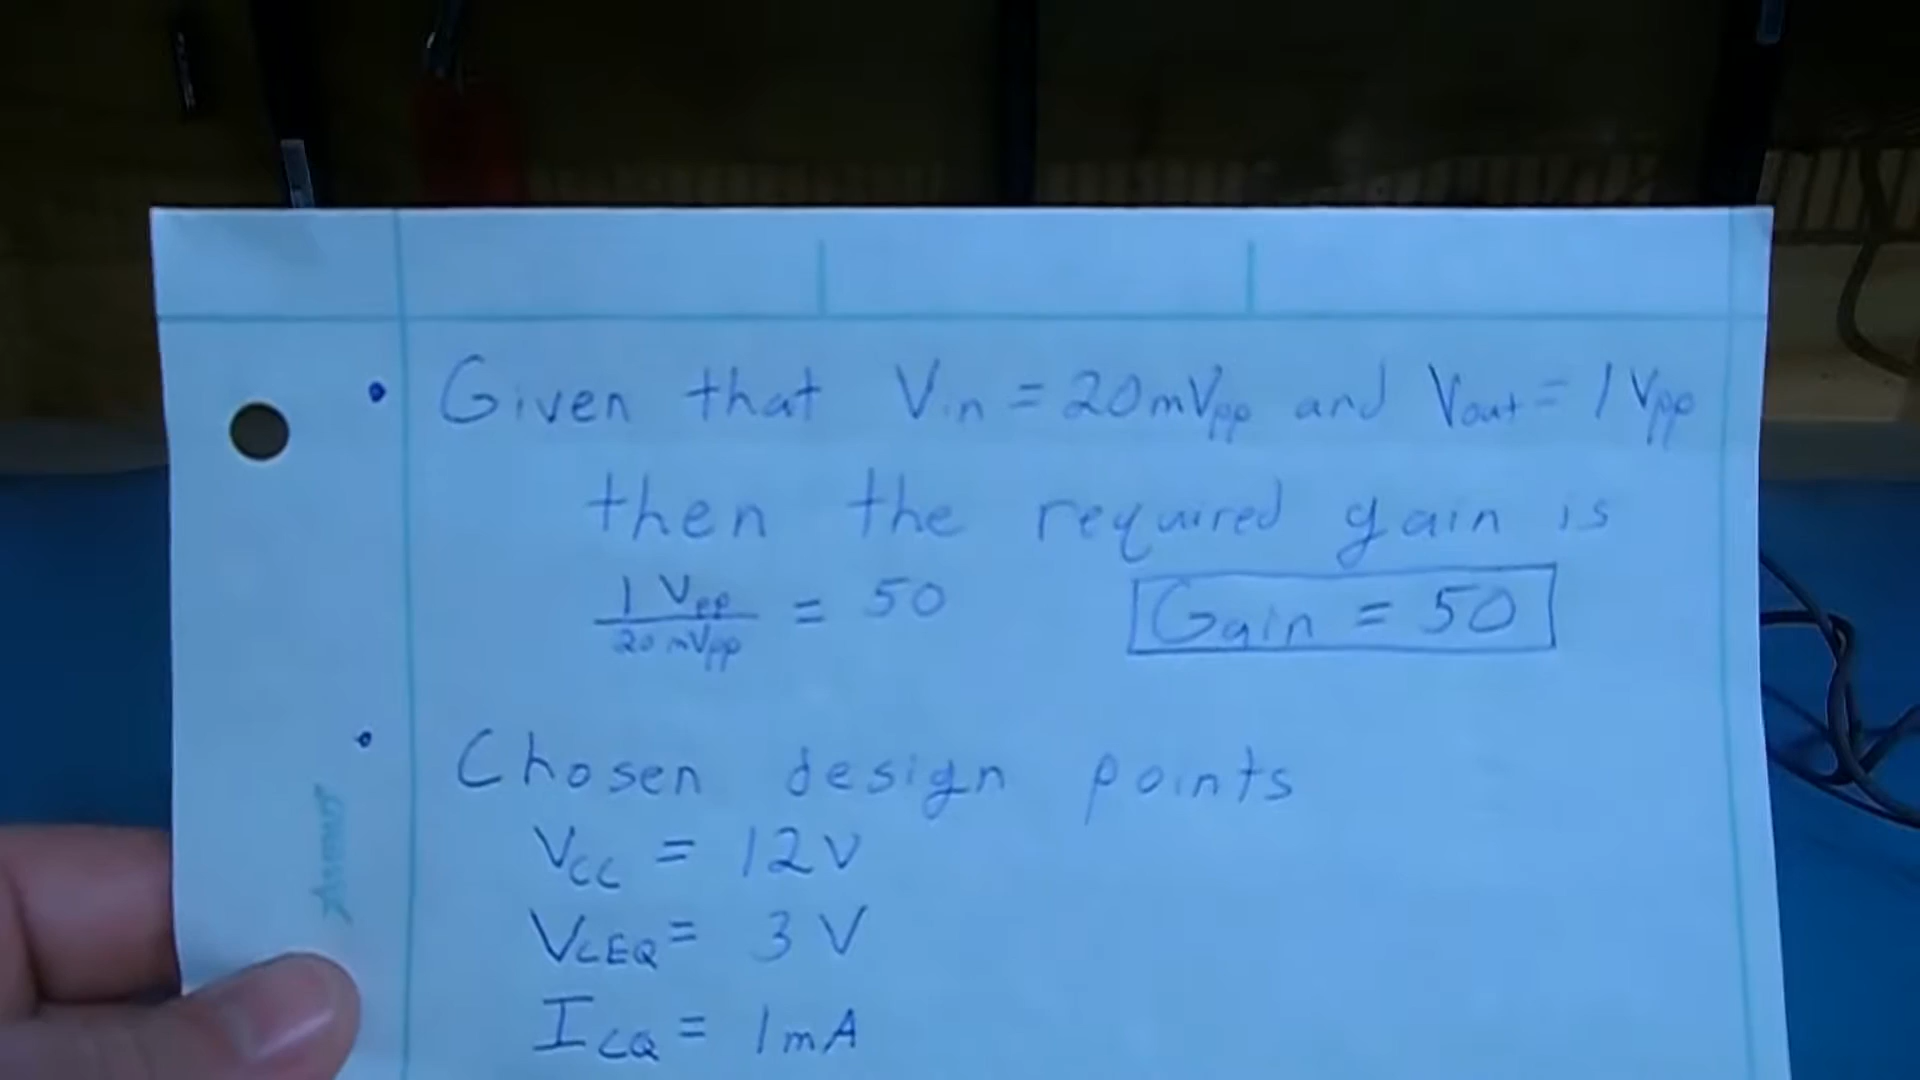 • Given that Vin = 20mVpp and Vout = 1Vpp
then the required gain is
1 Vpp / 20 mVpp = 50
Gain = 50
• Chosen design points
VCC = 12V
VCEQ = 3V
ICQ = 1mA